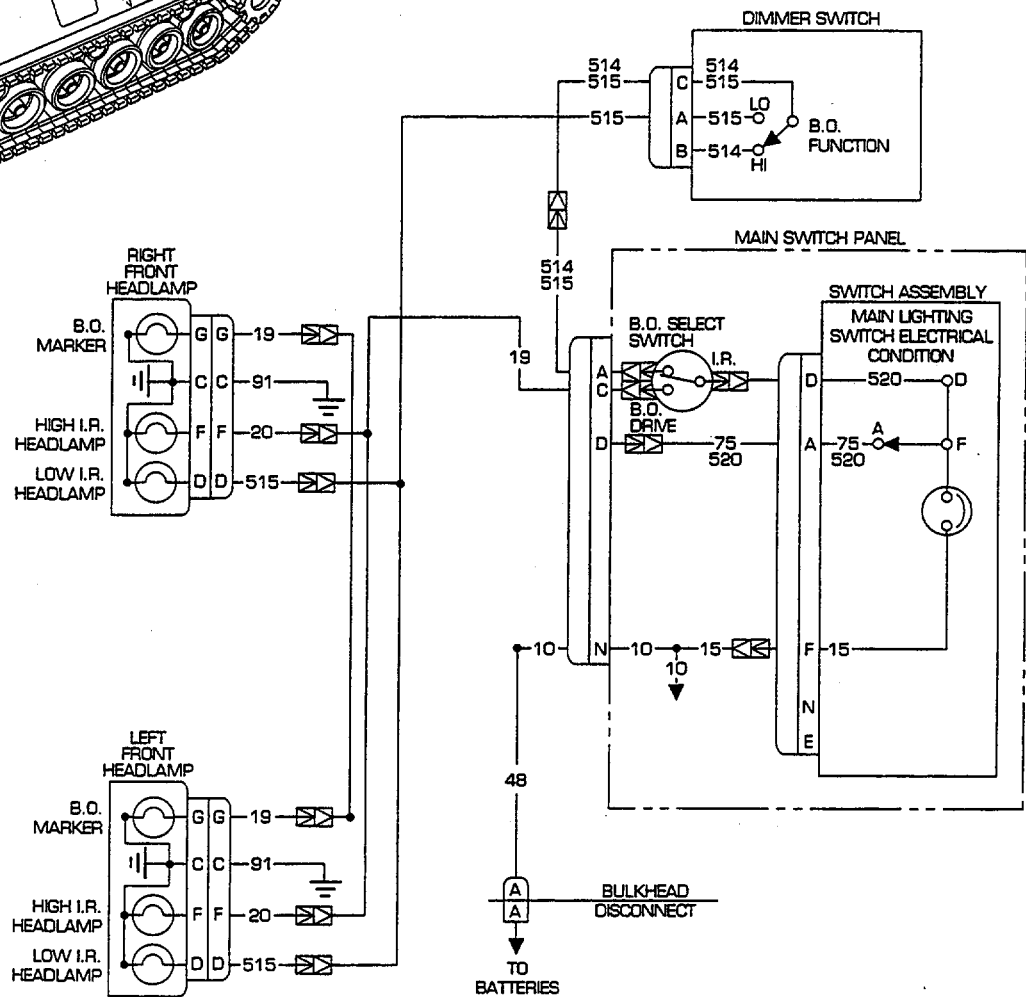 DIMMER SWITCH
514
515
C
514
515
515
A
515
LO
B
514
HI
B.O.
FUNCTION
514
515
MAIN SWITCH PANEL
RIGHT
FRONT
HEADLAMP
B.O.
MARKER
G
G
19
C
C
91
HIGH I.R.
HEADLAMP
F
F
20
LOW I.R.
HEADLAMP
D
D
515
19
A
C
D
B.O. SELECT
SWITCH
I.R.
B.O.
DRIVE
75
520
SWITCH ASSEMBLY
MAIN LIGHTING
SWITCH ELECTRICAL
CONDITION
D
520
D
A
75
520
A
F
10
N
10
10
15
F
15
N
E
48
LEFT
FRONT
HEADLAMP
B.O.
MARKER
G
G
19
C
C
91
HIGH I.R.
HEADLAMP
F
F
20
LOW I.R.
HEADLAMP
D
D
515
A
A
BULKHEAD
DISCONNECT
TO
BATTERIES